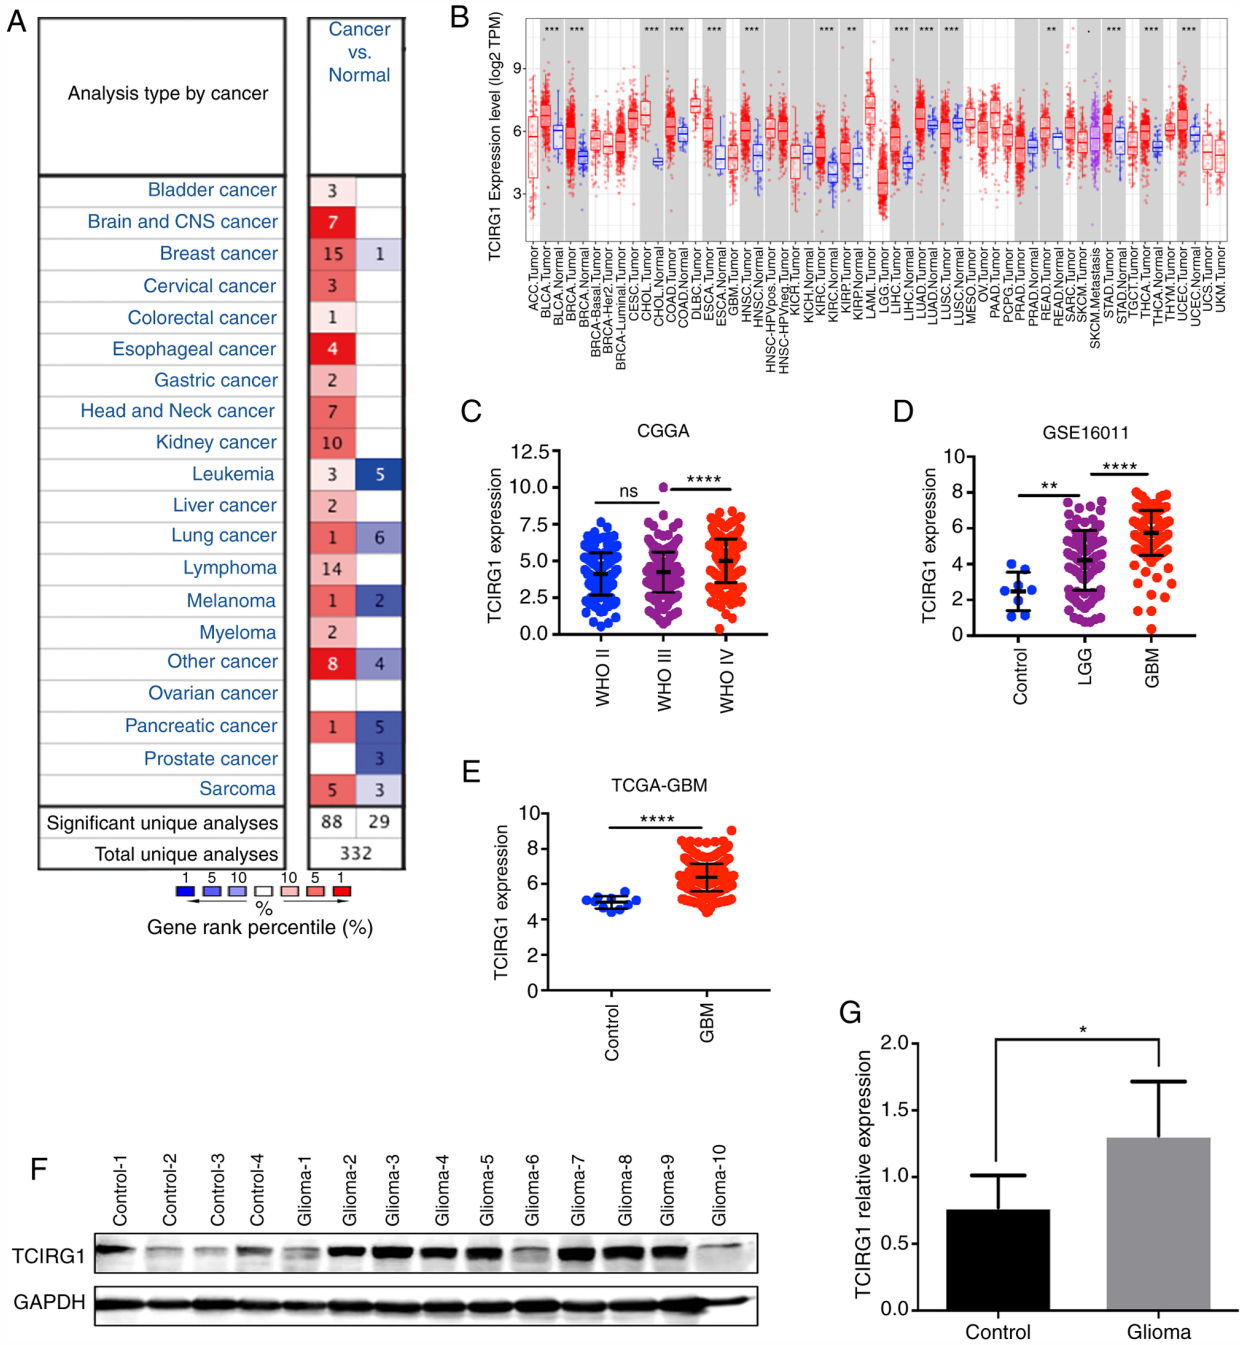 A
Analysis type by cancer
Cancer
vs.
Normal
Bladder cancer 3
Brain and CNS cancer 7
Breast cancer 15 1
Cervical cancer 3
Colorectal cancer 1
Esophageal cancer 4
Gastric cancer 2
Head and Neck cancer 7
Kidney cancer 10
Leukemia 3 5
Liver cancer 2
Lung cancer 1 6
Lymphoma 14
Melanoma 1 2
Myeloma 2
Other cancer 8 4
Ovarian cancer
Pancreatic cancer 1 5
Prostate cancer 3
Sarcoma 5 3
Significant unique analyses 88 29
Total unique analyses 332
1 5 10 10 5 1
%
Gene rank percentile (%)
B
TCIRG1 Expression level (log2 TPM)
9
6
3
*** *** *** *** *** *** *** ** *** *** *** ** . *** *** ***
ACC.Tumor
BLCA.Tumor
BLCA.Normal
BRCA.Tumor
BRCA.Normal
BRCA-Basal.Tumor
BRCA-Her2.Tumor
BRCA-Luminal.Tumor
CESC.Tumor
CHOL.Tumor
CHOL.Normal
COAD.Tumor
COAD.Normal
DLBC.Tumor
ESCA.Tumor
ESCA.Normal
GBM.Tumor
HNSC.Tumor
HNSC.Normal
HNSC-HPVpos.Tumor
HNSC-HPVneg.Tumor
KICH.Tumor
KICH.Normal
KIRC.Tumor
KIRC.Normal
KIRP.Tumor
KIRP.Normal
LAML.Tumor
LGG.Tumor
LIHC.Tumor
LIHC.Normal
LUAD.Tumor
LUAD.Normal
LUSC.Tumor
LUSC.Normal
MESO.Tumor
OV.Tumor
PAAD.Tumor
PCPG.Tumor
PRAD.Tumor
PRAD.Normal
READ.Tumor
READ.Normal
SARC.Tumor
SKCM.Tumor
SKCM.Metastasis
STAD.Tumor
STAD.Normal
TGCT.Tumor
THCA.Tumor
THCA.Normal
THYM.Tumor
UCEC.Tumor
UCEC.Normal
UCS.Tumor
UKM.Tumor
C
CGGA
TCIRG1 expression
12.5
10.0
7.5
5.0
2.5
0.0
ns
****
WHO II
WHO III
WHO IV
D
GSE16011
TCIRG1 expression
10
8
6
4
2
0
**
****
Control
LGG
GBM
E
TCGA-GBM
TCIRG1 expression
10
8
6
4
2
0
****
Control
GBM
F
Control-1
Control-2
Control-3
Control-4
Glioma-1
Glioma-2
Glioma-3
Glioma-4
Glioma-5
Glioma-6
Glioma-7
Glioma-8
Glioma-9
Glioma-10
TCIRG1
GAPDH
G
TCIRG1 relative expression
2.0
1.5
1.0
0.5
0.0
*
Control
Glioma